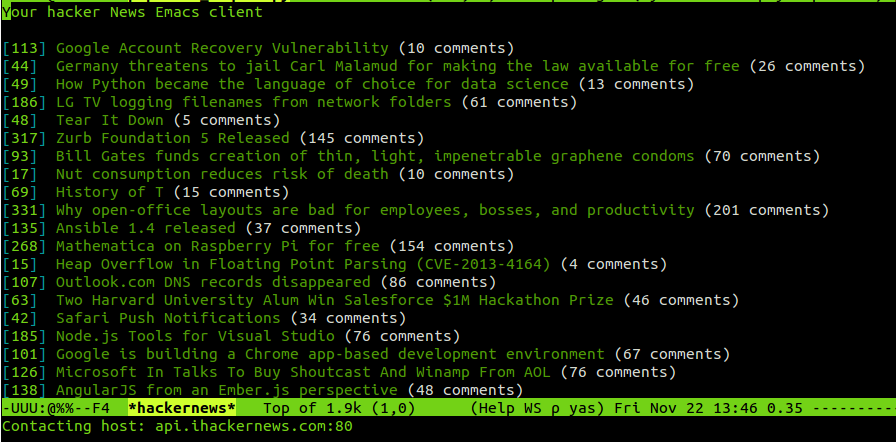 Your hacker News Emacs client
[113] Google Account Recovery Vulnerability (10 comments)
[44] Germany threatens to jail Carl Malamud for making the law available for free (26 comments)
[49] How Python became the language of choice for data science (13 comments)
[186] LG TV logging filenames from network folders (61 comments)
[48] Tear It Down (5 comments)
[317] Zurb Foundation 5 Released (145 comments)
[93] Bill Gates funds creation of thin, light, impenetrable graphene condoms (70 comments)
[17] Nut consumption reduces risk of death (10 comments)
[69] History of T (15 comments)
[331] Why open-office layouts are bad for employees, bosses, and productivity (201 comments)
[135] Ansible 1.4 released (37 comments)
[268] Mathematica on Raspberry Pi for free (154 comments)
[15] Heap Overflow in Floating Point Parsing (CVE-2013-4164) (4 comments)
[107] Outlook.com DNS records disappeared (86 comments)
[63] Two Harvard University Alum Win Salesforce $1M Hackathon Prize (46 comments)
[42] Safari Push Notifications (34 comments)
[185] Node.js Tools for Visual Studio (76 comments)
[101] Google is building a Chrome app-based development environment (67 comments)
[126] Microsoft In Talks To Buy Shoutcast And Winamp From AOL (76 comments)
[138] AngularJS from an Ember.js perspective (48 comments)
-UUU:@%%--F4 *hackernews* Top of 1.9k (1,0) (Help WS ρ yas) Fri Nov 22 13:46 0.35 ----------
Contacting host: api.ihackernews.com:80